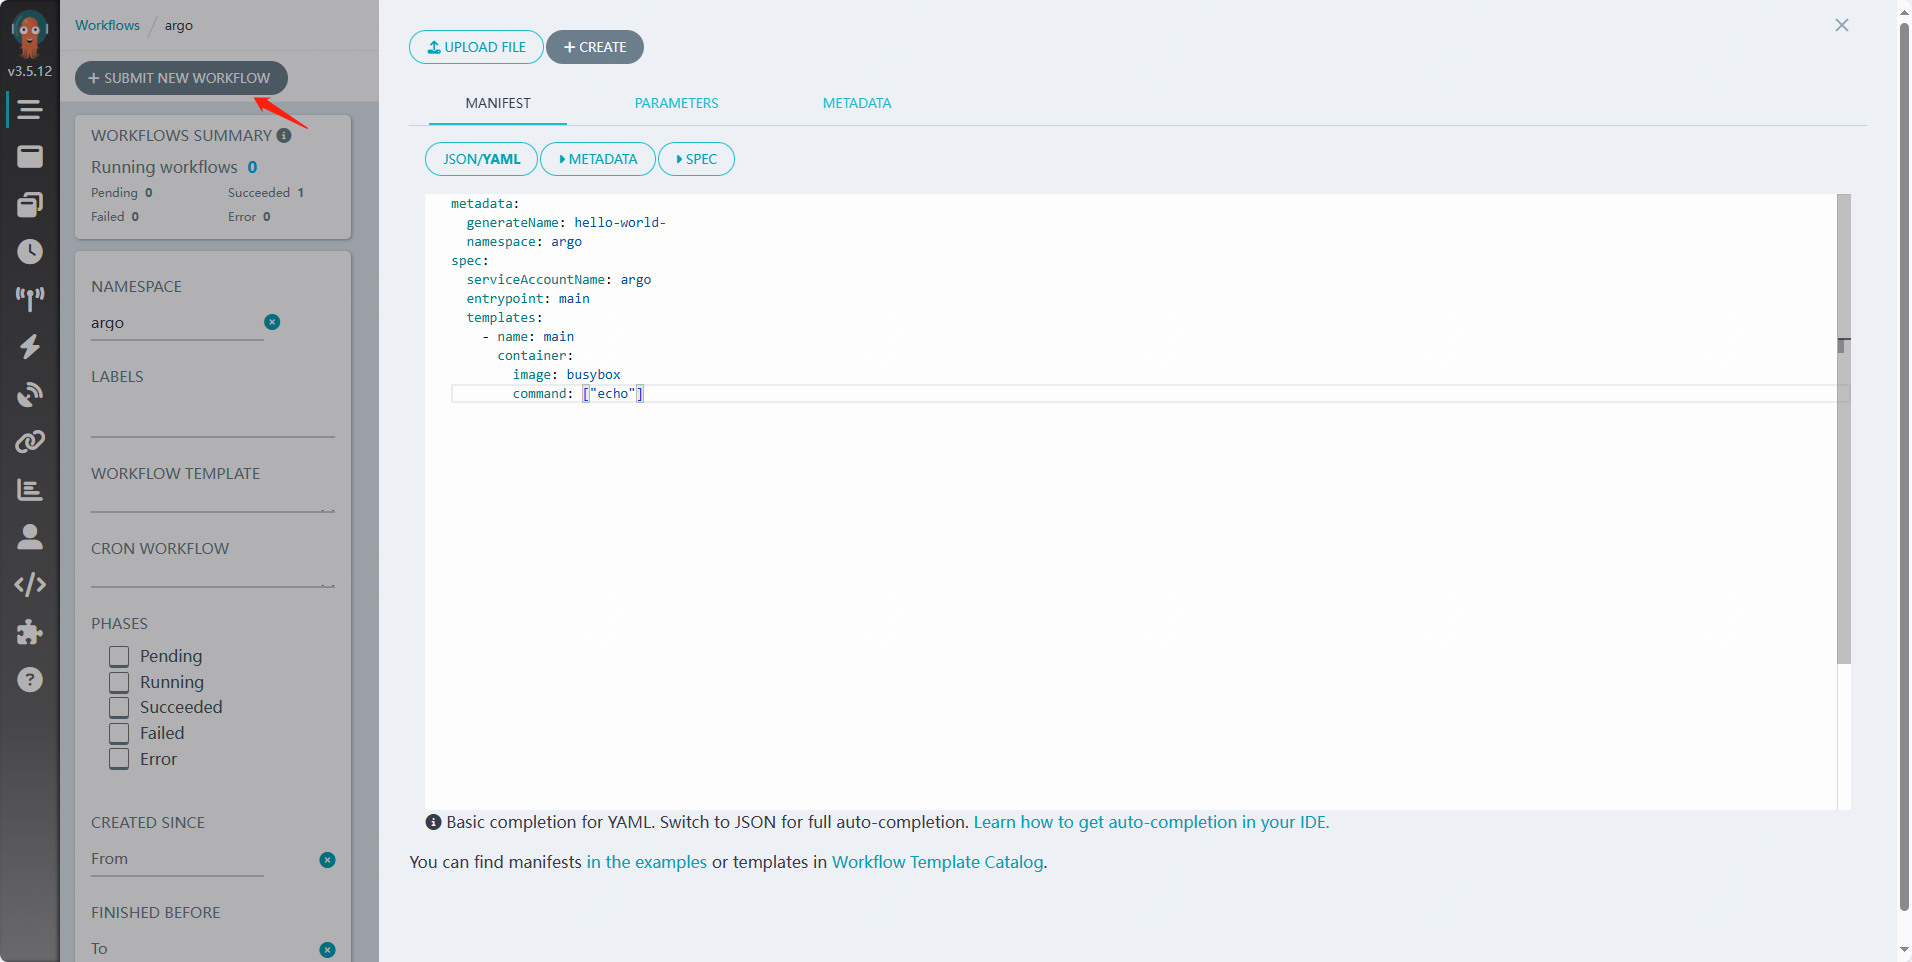 v3.5.12
Workflows / argo
+ SUBMIT NEW WORKFLOW
WORKFLOWS SUMMARY
Running workflows 0
Pending 0 Succeeded 1
Failed 0 Error 0
NAMESPACE
argo
LABELS
WORKFLOW TEMPLATE
CRON WORKFLOW
PHASES
Pending
Running
Succeeded
Failed
Error
CREATED SINCE
From
FINISHED BEFORE
To
UPLOAD FILE + CREATE
MANIFEST PARAMETERS METADATA
JSON/YAML METADATA SPEC
metadata:
  generateName: hello-world-
  namespace: argo
spec:
  serviceAccountName: argo
  entrypoint: main
  templates:
    - name: main
      container:
        image: busybox
        command: ["echo"]
Basic completion for YAML. Switch to JSON for full auto-completion. Learn how to get auto-completion in your IDE.
You can find manifests in the examples or templates in Workflow Template Catalog.